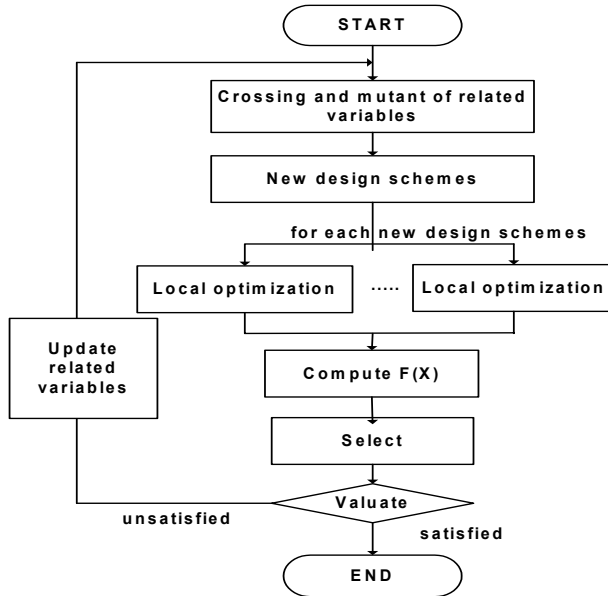 START
Crossing and mutant of related
variables
New design schemes
for each new design schemes
Local optimization
.....
Local optimization
Update
related
variables
Compute F(X)
Select
Valuate
unsatisfied
satisfied
END